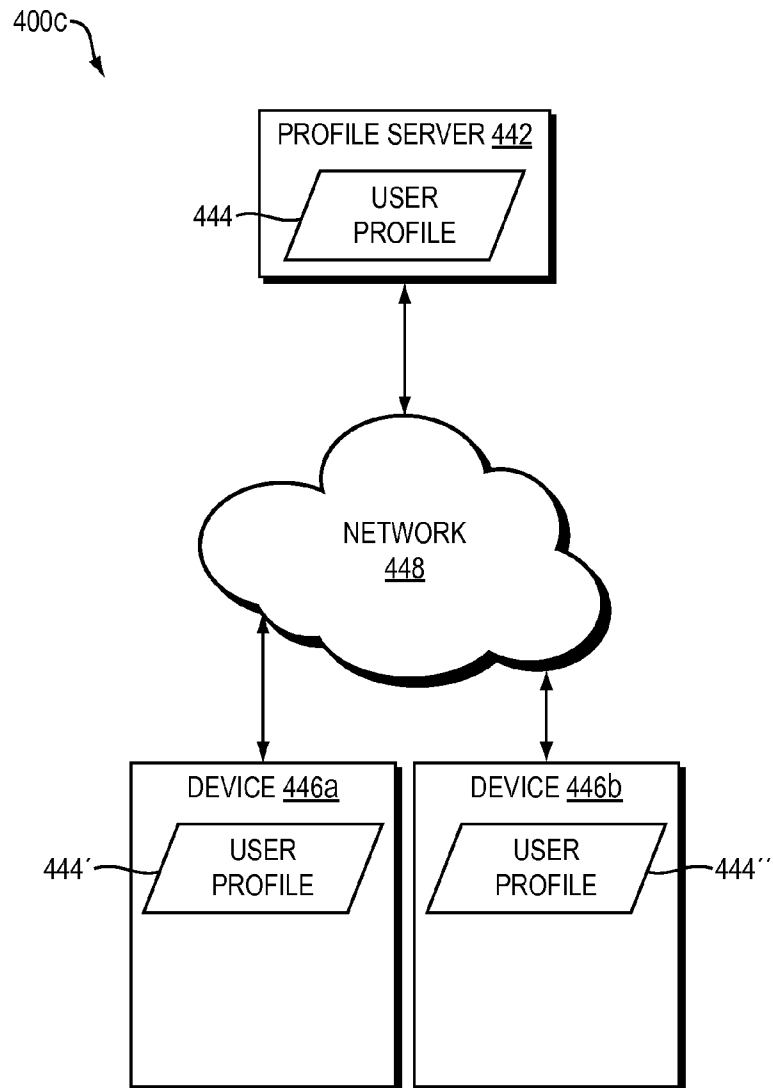 400c
PROFILE SERVER 442
444
USER
PROFILE
NETWORK
448
DEVICE 446a
DEVICE 446b
444´
USER
PROFILE
USER
PROFILE
444´´